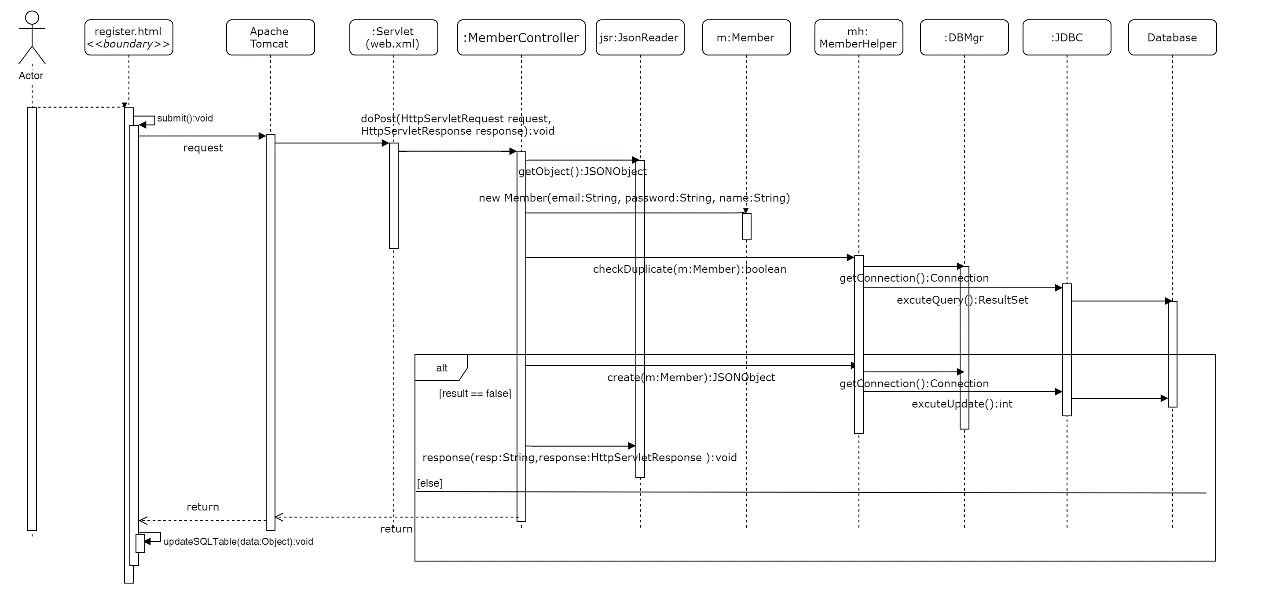 Actor
register.html
<<boundary>>
Apache
Tomcat
:Servlet
(web.xml)
:MemberController
jsr:JsonReader
m:Member
mh:
MemberHelper
:DBMgr
:JDBC
Database
submit():void
request
doPost(HttpServletRequest request,
HttpServletResponse response):void
getObject():JSONObject
new Member(email:String, password:String, name:String)
checkDuplicate(m:Member):boolean
getConnection():Connection
excuteQuery():ResultSet
alt
[result == false]
create(m:Member):JSONObject
getConnection():Connection
excuteUpdate():int
response(resp:String,response:HttpServletResponse ):void
[else]
return
return
updateSQLTable(data:Object):void